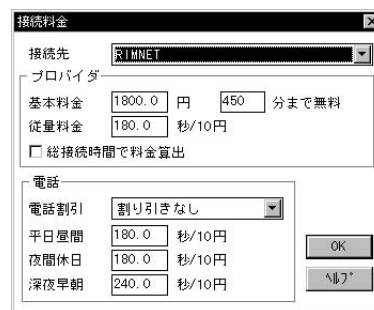 接続料金
接続先 RIMNET
プロバイダ
基本料金 1800.0 円 450 分まで無料
従量料金 180.0 秒/10円
総接続時間で料金算出
電話
電話割引 割り引きなし
平日昼間 180.0 秒/10円
夜間休日 180.0 秒/10円
深夜早朝 240.0 秒/10円
OK
ﾍﾙﾌﾟ